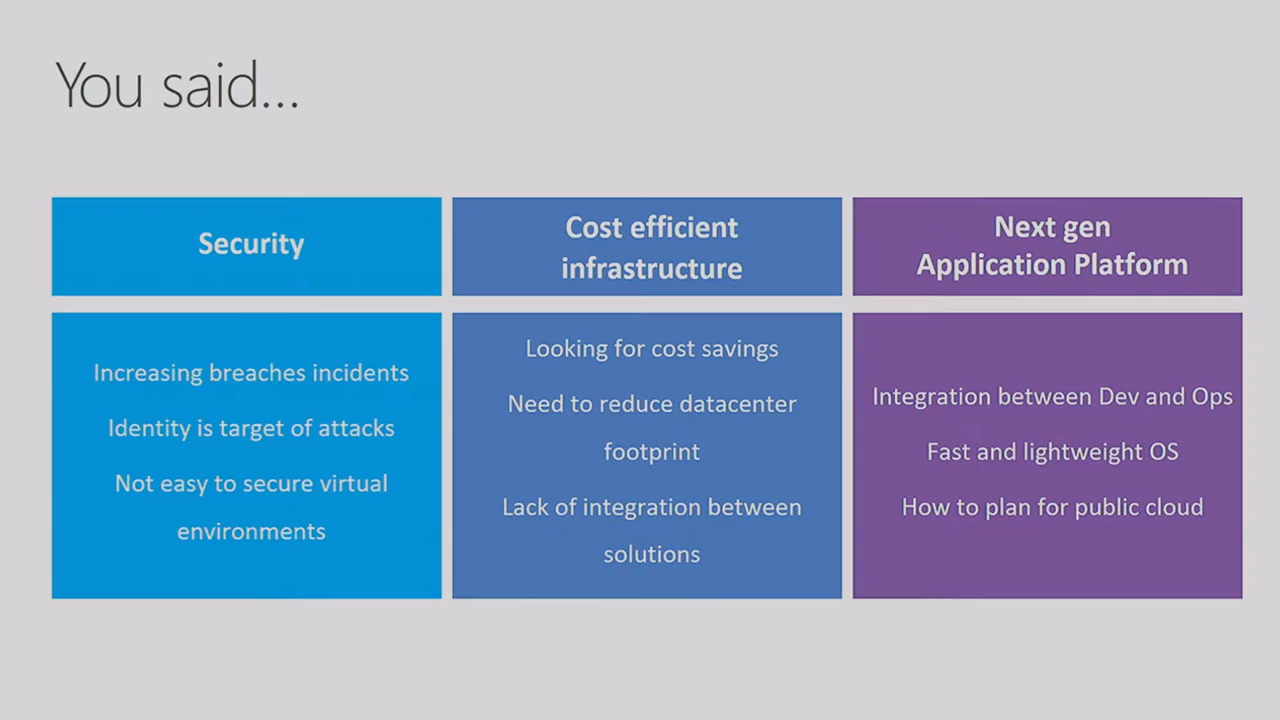 You said...
Security
Cost efficient
infrastructure
Next gen
Application Platform
Increasing breaches incidents
Identity is target of attacks
Not easy to secure virtual
environments
Looking for cost savings
Need to reduce datacenter
footprint
Lack of integration between
solutions
Integration between Dev and Ops
Fast and lightweight OS
How to plan for public cloud